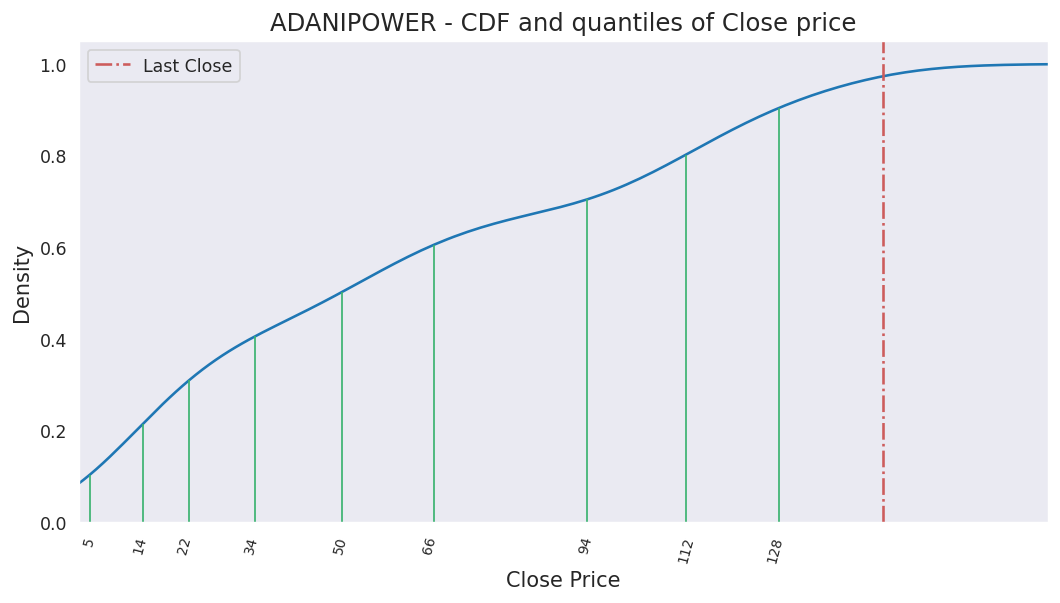 ADANIPOWER - CDF and quantiles of Close price
Last Close
1.0
0.8
0.6
0.4
0.2
0.0
Density
5 14 22 34 50 66 94 112 128
Close Price